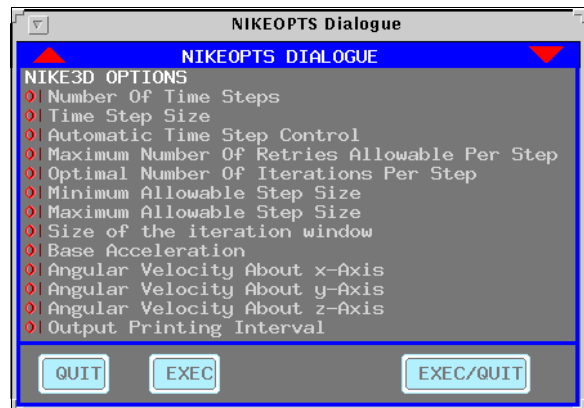 NIKEOPTS Dialogue
NIKEOPTS DIALOGUE
NIKE3D OPTIONS
Number Of Time Steps
Time Step Size
Automatic Time Step Control
Maximum Number Of Retries Allowable Per Step
Optimal Number Of Iterations Per Step
Minimum Allowable Step Size
Maximum Allowable Step Size
Size of the iteration window
Base Acceleration
Angular Velocity About x-Axis
Angular Velocity About y-Axis
Angular Velocity About z-Axis
Output Printing Interval
QUIT EXEC EXEC/QUIT